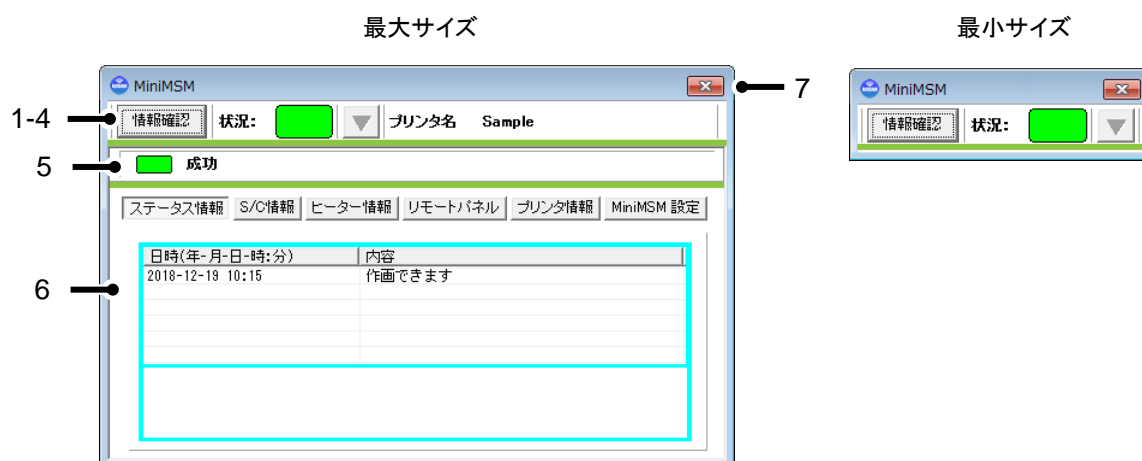 最大サイズ
最小サイズ
MiniMSM
1-4
情報確認 状況: プリンタ名 Sample
7
5
成功
ステータス情報 S/C情報 ヒーター情報 リモートパネル プリンタ情報 MiniMSM 設定
6
日時(年-月-日-時:分) 内容
2018-12-19 10:15 作画できます
MiniMSM
情報確認 状況: